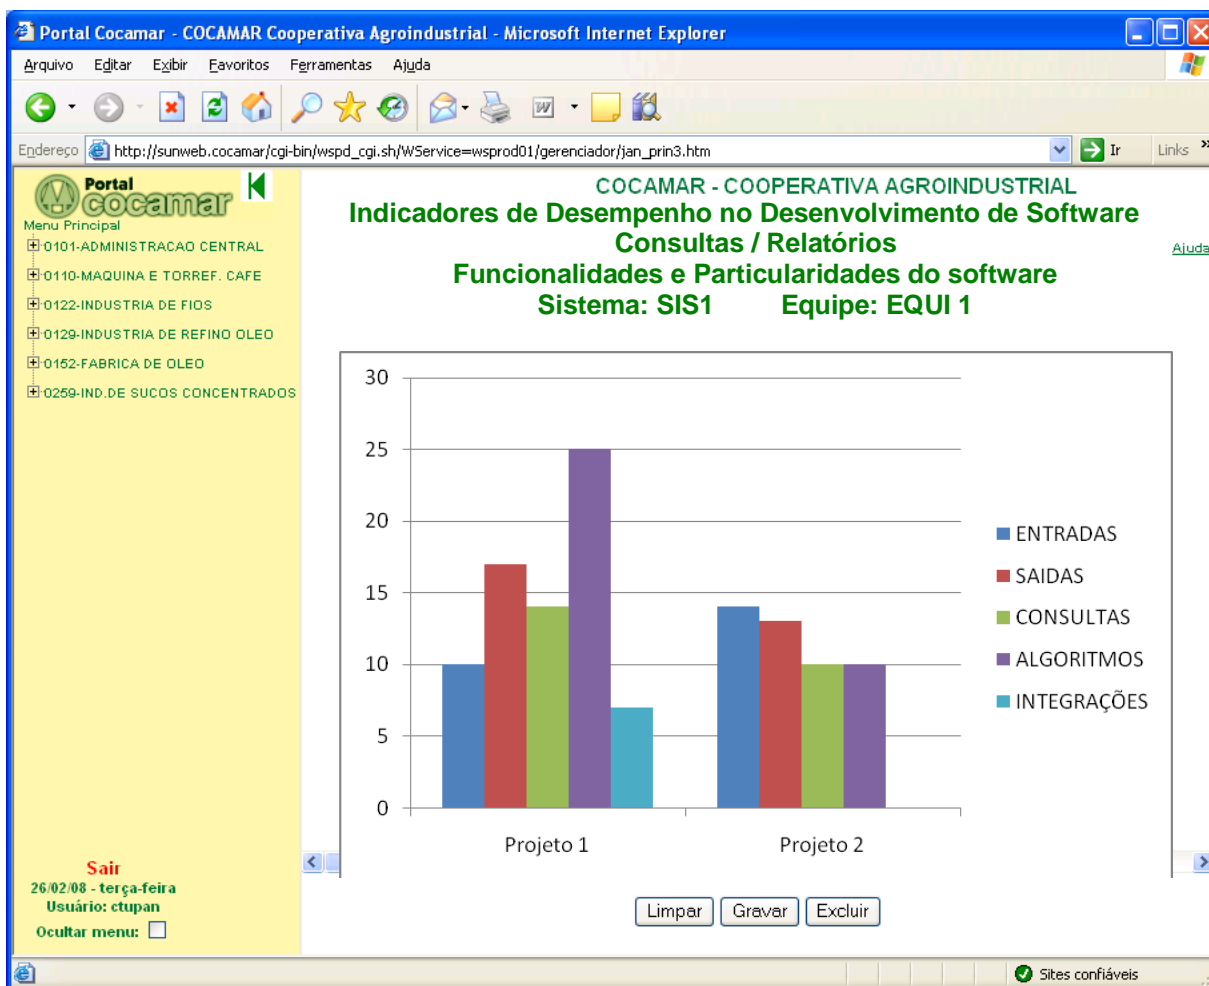 Portal Cocamar - COCAMAR Cooperativa Agroindustrial - Microsoft Internet Explorer
Arquivo Editar Exibir Favoritos Ferramentas Ajuda
Endereço http://sunweb.cocamar/cgi-bin/wspd_cgi.sh/WService=wsprod01/gerenciador/jan_prin3.htm Ir Links »
Portal
cocamar
Menu Principal
0101-ADMINISTRACAO CENTRAL
0110-MAQUINA E TORREF. CAFE
0122-INDUSTRIA DE FIOS
0129-INDUSTRIA DE REFINO OLEO
0152-FABRICA DE OLEO
0259-IND.DE SUCOS CONCENTRADOS
Sair
26/02/08 - terça-feira
Usuário: ctupan
Ocultar menu:
COCAMAR - COOPERATIVA AGROINDUSTRIAL
Indicadores de Desempenho no Desenvolvimento de Software
Consultas / Relatórios
Ajuda
Funcionalidades e Particularidades do software
Sistema: SIS1 Equipe: EQUI 1
30
25
20
15
10
5
0
Projeto 1 Projeto 2
ENTRADAS
SAIDAS
CONSULTAS
ALGORITMOS
INTEGRAÇÕES
Limpar Gravar Excluir
Sites confiáveis